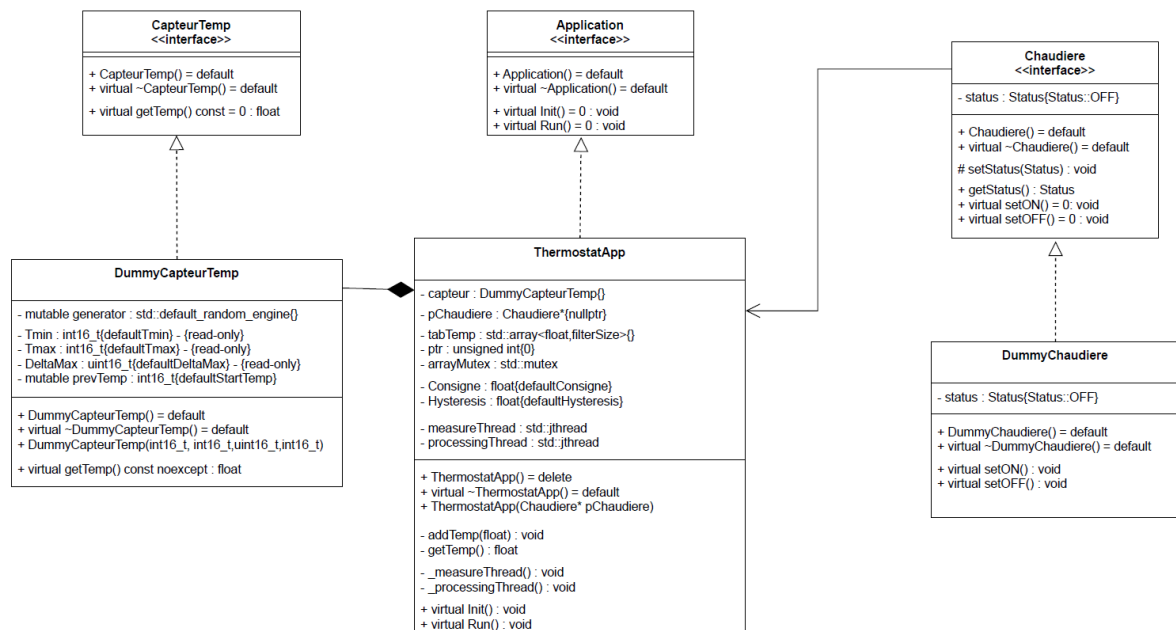 CapteurTemp
<<interface>>
+ CapteurTemp() = default
+ virtual ~CapteurTemp() = default
+ virtual getTemp() const = 0 : float
Application
<<interface>>
+ Application() = default
+ virtual ~Application() = default
+ virtual Init() = 0 : void
+ virtual Run() = 0 : void
Chaudiere
<<interface>>
- status : Status{Status::OFF}
+ Chaudiere() = default
+ virtual ~Chaudiere() = default
# setStatus(Status) : void
+ getStatus() : Status
+ virtual setON() = 0: void
+ virtual setOFF() = 0 : void
DummyCapteurTemp
- mutable generator : std::default_random_engine{}
- Tmin : int16_t{defaultTmin} - {read-only}
- Tmax : int16_t{defaultTmax} - {read-only}
- DeltaMax : uint16_t{defaultDeltaMax} - {read-only}
- mutable prevTemp : int16_t{defaultStartTemp}
+ DummyCapteurTemp() = default
+ virtual ~DummyCapteurTemp() = default
+ DummyCapteurTemp(int16_t, int16_t,uint16_t,int16_t)
+ virtual getTemp() const noexcept : float
ThermostatApp
- capteur : DummyCapteurTemp{}
- pChaudiere : Chaudiere*{nullptr}
- tabTemp : std::array<float,filterSize>{}
- ptr : unsigned int{0}
- arrayMutex : std::mutex
- Consigne : float{defaultConsigne}
- Hysteresis : float{defaultHysteresis}
- measureThread : std::jthread
- processingThread : std::jthread
+ ThermostatApp() = delete
+ virtual ~ThermostatApp() = default
+ ThermostatApp(Chaudiere* pChaudiere)
- addTemp(float) : void
- getTemp() : float
- _measureThread() : void
- _processingThread() : void
+ virtual Init() : void
+ virtual Run() : void
DummyChaudiere
- status : Status{Status::OFF}
+ DummyChaudiere() = default
+ virtual ~DummyChaudiere() = default
+ virtual setON() : void
+ virtual setOFF() : void